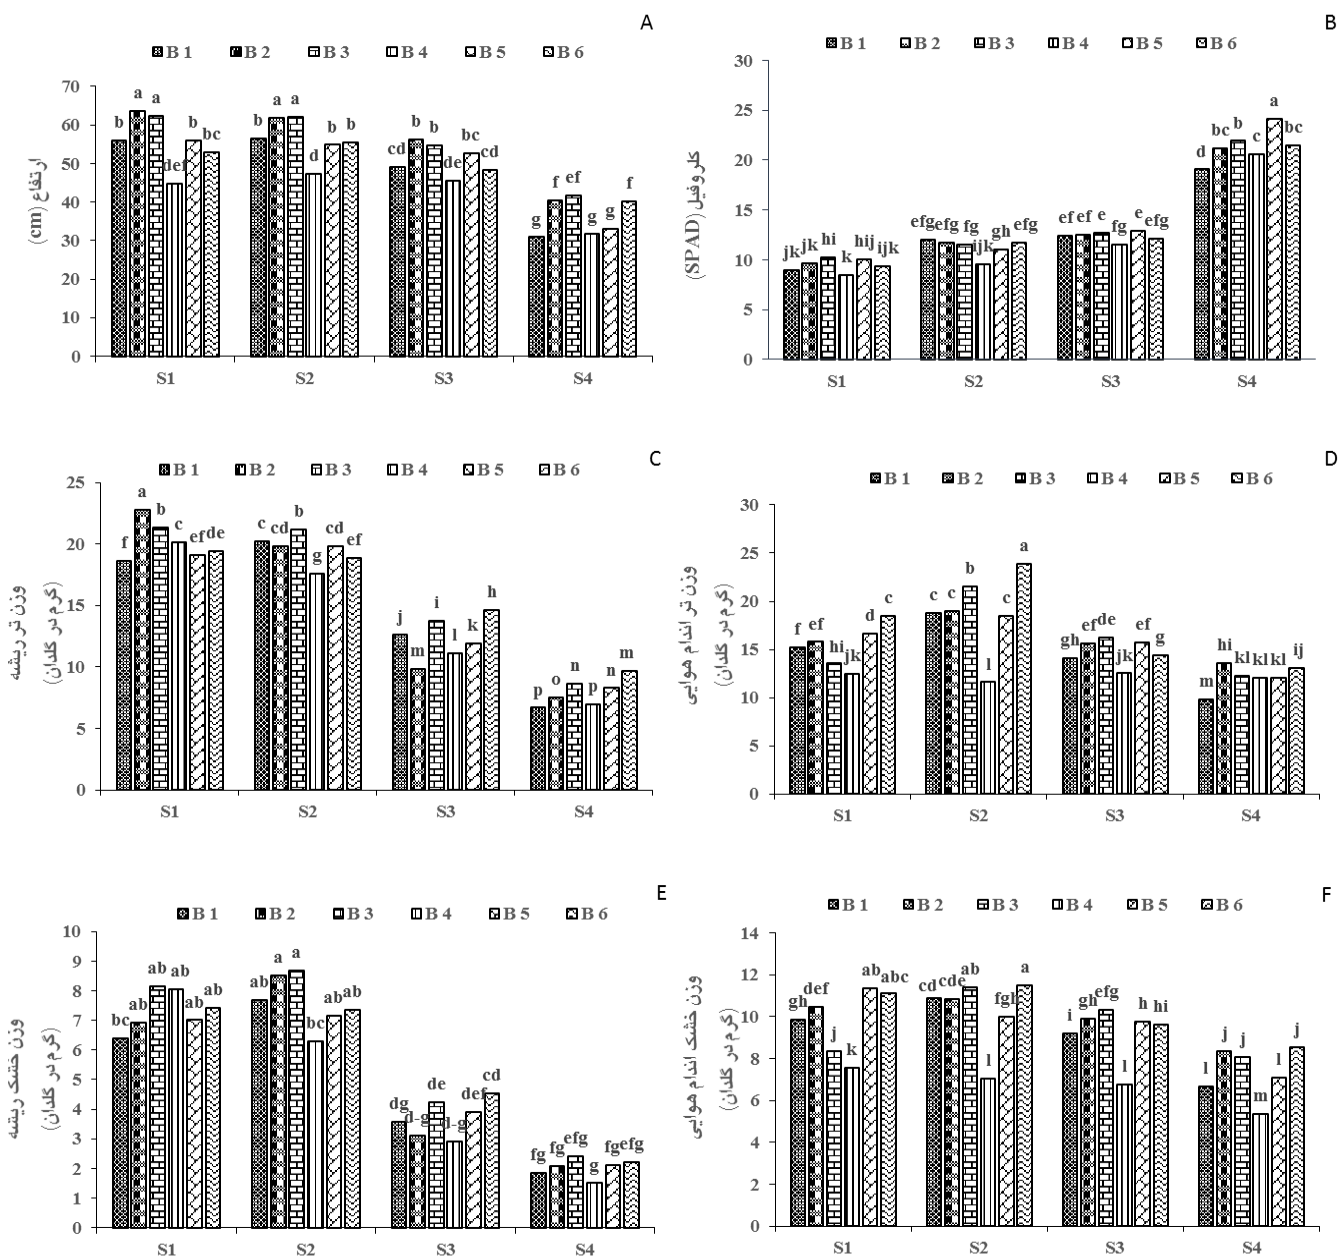 A
B 1 B 2 B 3 B 4 B 5 B 6
ارتفاع (cm)
70
60
50
40
30
20
10
0
b a a def b bc
b a a d b b
cd b b de bc cd
g f ef g g f
S1 S2 S3 S4
B
B 1 B 2 B 3 B 4 B 5 B 6
کلروفیل (SPAD)
30
25
20
15
10
5
0
jk jk hi k hij ijk
efg efg fg ijk gh efg
ef ef e fg e efg
d bc b c a bc
S1 S2 S3 S4
C
B 1 B 2 B 3 B 4 B 5 B 6
وزن تر ریشه
(گرم در گلدان)
25
20
15
10
5
0
f a b c ef de
c cd b g cd ef
j m i l k h
p o n p n m
S1 S2 S3 S4
D
B 1 B 2 B 3 B 4 B 5 B 6
وزن تر اندام هوایی
(گرم در گلدان)
30
25
20
15
10
5
0
f ef hi jk d c
c c b l c a
gh ef de jk ef g
m hi kl kl kl ij
S1 S2 S3 S4
E
B 1 B 2 B 3 B 4 B 5 B 6
وزن خشک ریشه
(گرم در گلدان)
10
9
8
7
6
5
4
3
2
1
0
bc ab ab ab ab ab
ab a a bc ab ab
dg d-g de d-g def cd
fg fg efg g fg efg
S1 S2 S3 S4
F
B 1 B 2 B 3 B 4 B 5 B 6
وزن خشک اندام هوایی
(گرم در گلدان)
14
12
10
8
6
4
2
0
gh def j k ab abc
cd cde ab l fgh a
i gh efg l h hi
l j j m l j
S1 S2 S3 S4